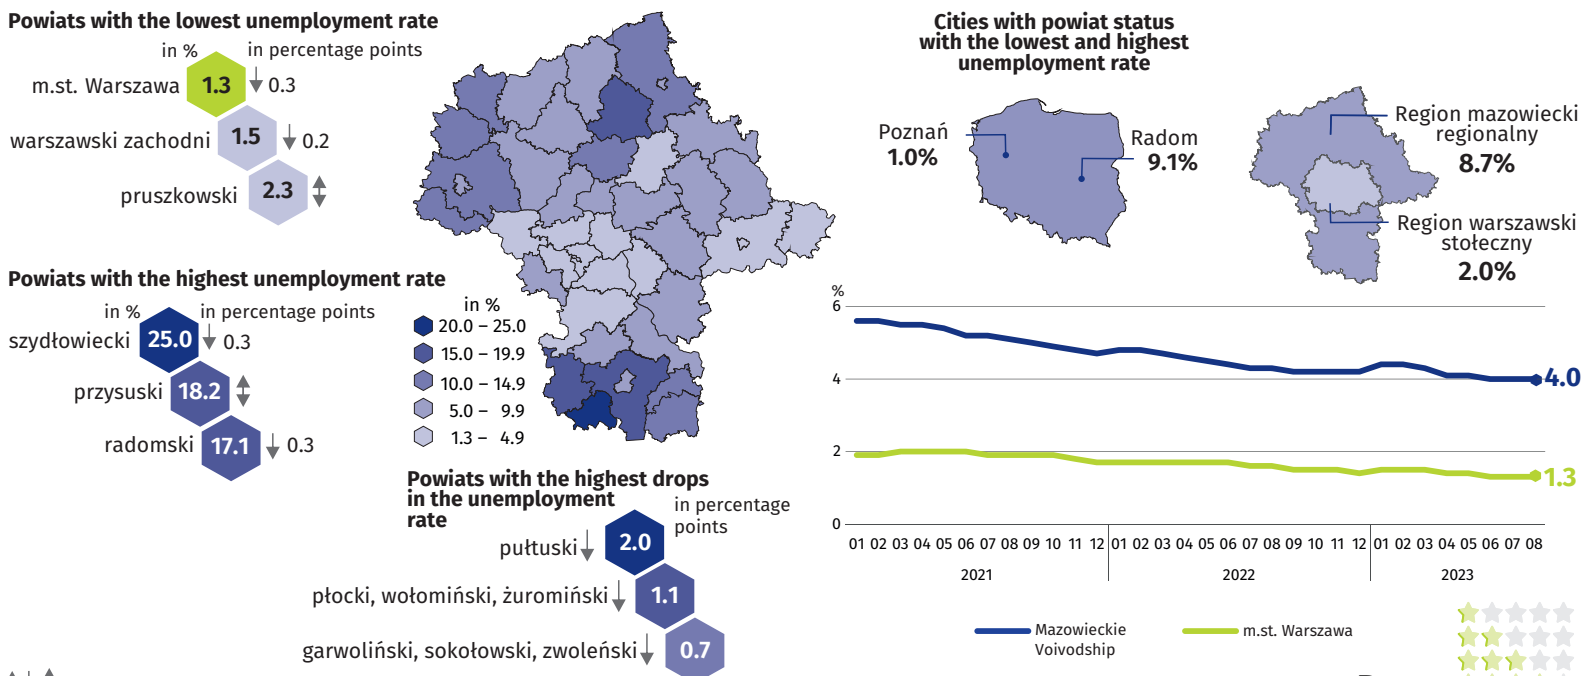 Powiats with the lowest unemployment rate
in %
in percentage points
m.st. Warszawa 1.3 0.3
warszawski zachodni 1.5 0.2
pruszkowski 2.3
Powiats with the highest unemployment rate
in %
in percentage points
szydłowiecki 25.0 0.3
przysuski 18.2
radomski 17.1 0.3
in %
20.0 – 25.0
15.0 – 19.9
10.0 – 14.9
5.0 – 9.9
1.3 – 4.9
Powiats with the highest drops
in the unemployment
rate
in percentage
points
pułtuski 2.0
płocki, wołomiński, żuromiński 1.1
garwoliński, sokołowski, zwoleński 0.7
Cities with powiat status
with the lowest and highest
unemployment rate
Poznań
1.0%
Radom
9.1%
Region mazowiecki
regionalny
8.7%
Region warszawski
stołeczny
2.0%
%
6
4
2
0
4.0
1.3
01 02 03 04 05 06 07 08 09 10 11 12 01 02 03 04 05 06 07 08 09 10 11 12 01 02 03 04 05 06 07 08
2021 2022 2023
Mazowieckie
Voivodship
m.st. Warszawa